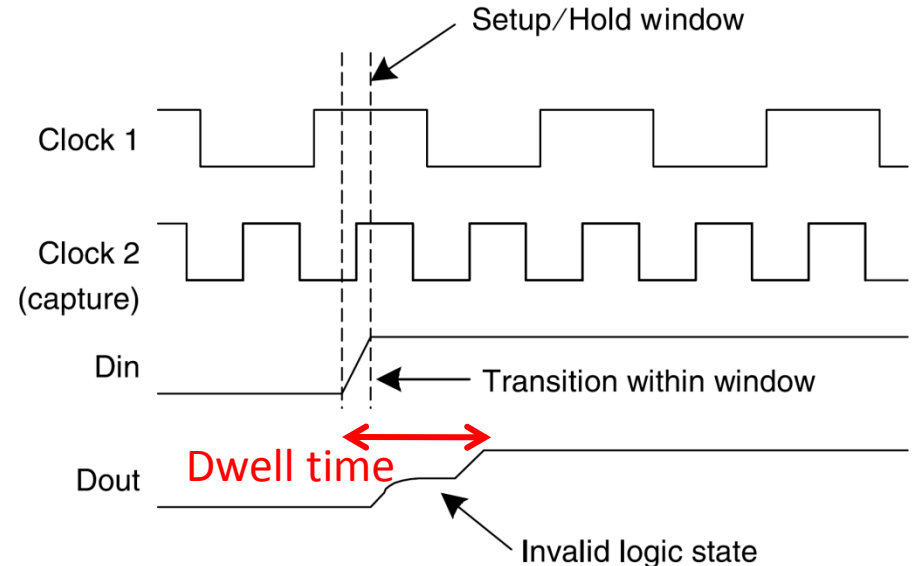 Setup/Hold window
Clock 1
Clock 2
(capture)
Din
Transition within window
Dwell time
Dout
Invalid logic state